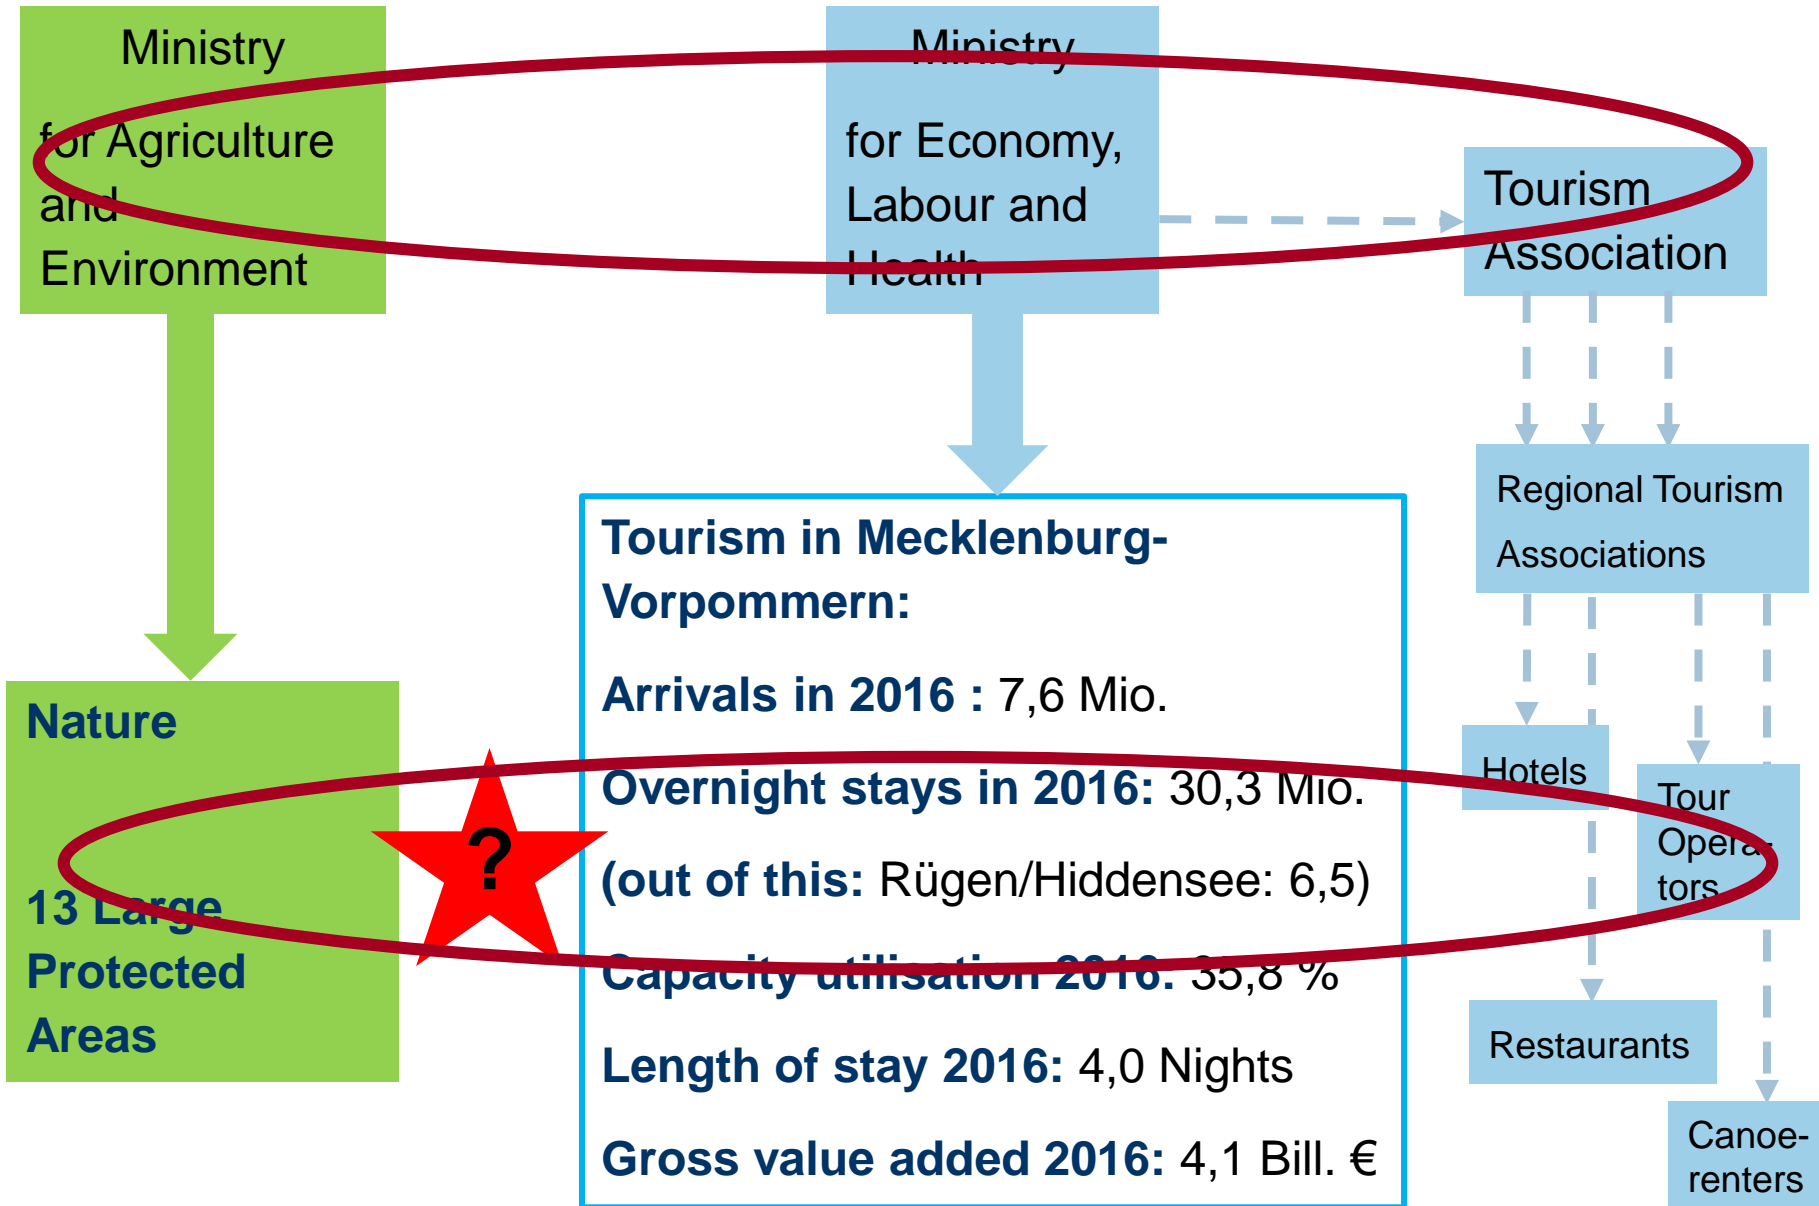 Ministry
for Agriculture
and
Environment
Ministry
for Economy,
Labour and
Health
Tourism
Association
Regional Tourism
Associations
Tourism in Mecklenburg-
Vorpommern:
Arrivals in 2016 : 7,6 Mio.
Overnight stays in 2016: 30,3 Mio.
(out of this: Rügen/Hiddensee: 6,5)
Capacity utilisation 2016: 35,8 %
Length of stay 2016: 4,0 Nights
Gross value added 2016: 4,1 Bill. €
Nature
13 Large
Protected
Areas
?
Hotels
Tour
Opera-
tors
Restaurants
Canoe-
renters